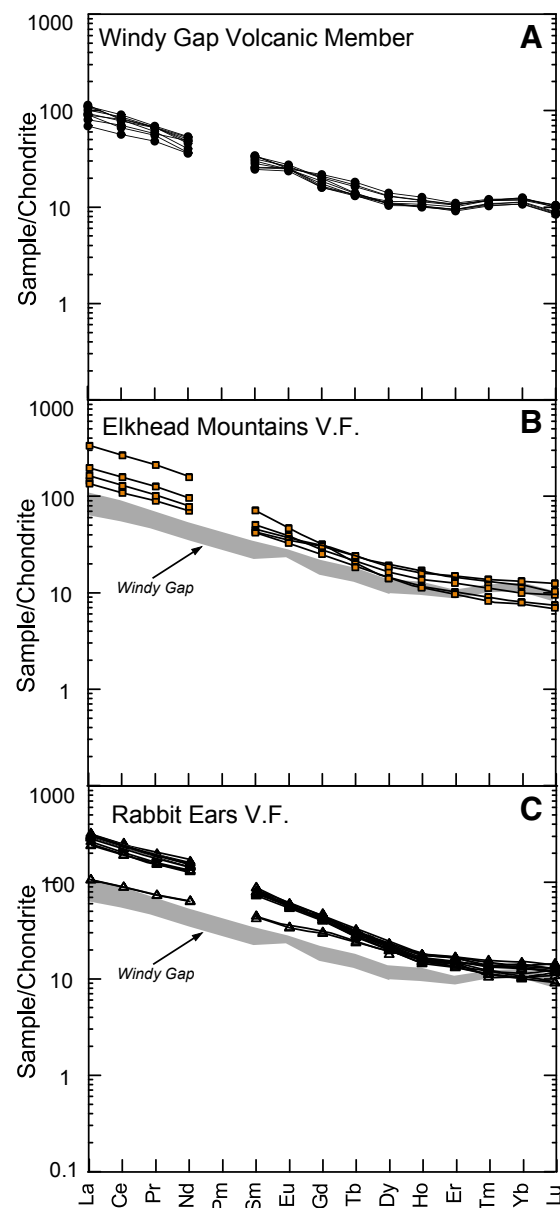 1000
Windy Gap Volcanic Member
A
100
10
1
Sample/Chondrite
1000
Elkhead Mountains V.F.
B
100
10
1
Sample/Chondrite
Windy Gap
1000
Rabbit Ears V.F.
C
100
10
1
0.1
Sample/Chondrite
Windy Gap
La Ce Pr Nd Pm Sm Eu Gd Tb Dy Ho Er Tm Yb Lu